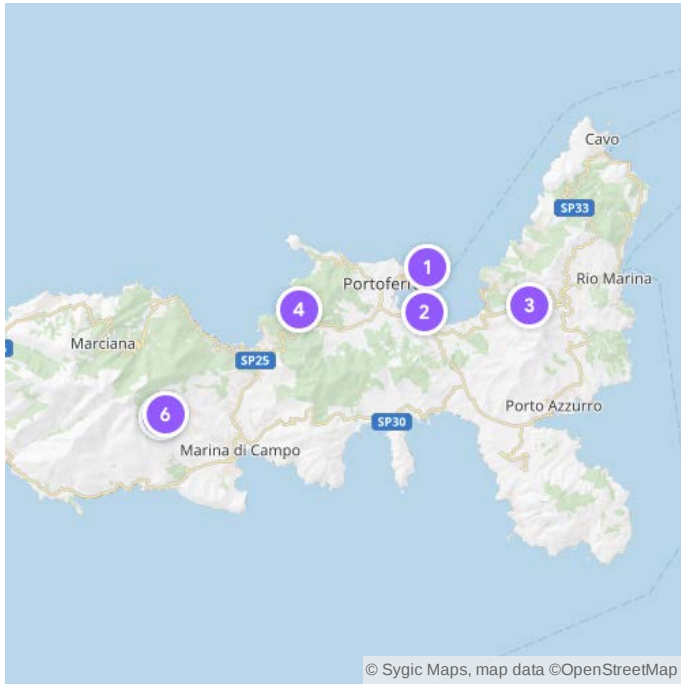 Cavo
SP33
1
Rio Marina
Portoferr
3
4
2
Marciana
SP25
Porto Azzurro
6
SP30
Marina di Campo
© Sygic Maps, map data ©OpenStreetMap